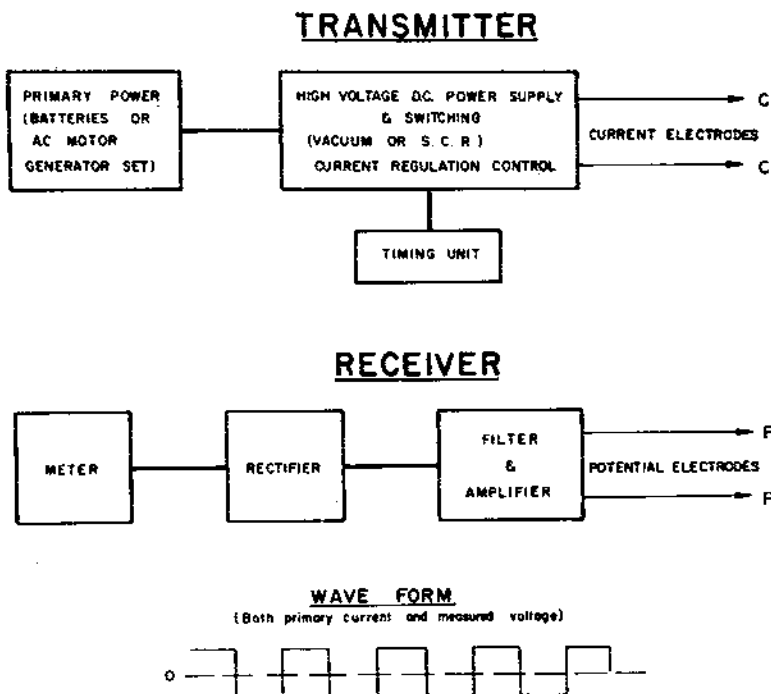 TRANSMITTER
PRIMARY POWER
(BATTERIES OR
AC MOTOR
GENERATOR SET)
HIGH VOLTAGE D.C. POWER SUPPLY
& SWITCHING
(VACUUM OR S.C.R)
CURRENT REGULATION CONTROL
C
CURRENT ELECTRODES
C
TIMING UNIT
RECEIVER
METER
RECTIFIER
FILTER
&
AMPLIFIER
P
POTENTIAL ELECTRODES
P
WAVE FORM
(Both primary current and measured voltage)
0